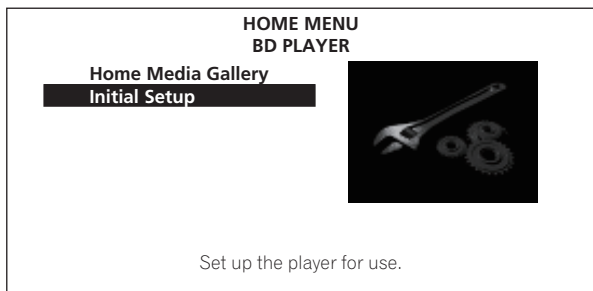 HOME MENU
BD PLAYER
Home Media Gallery
Initial Setup
Set up the player for use.